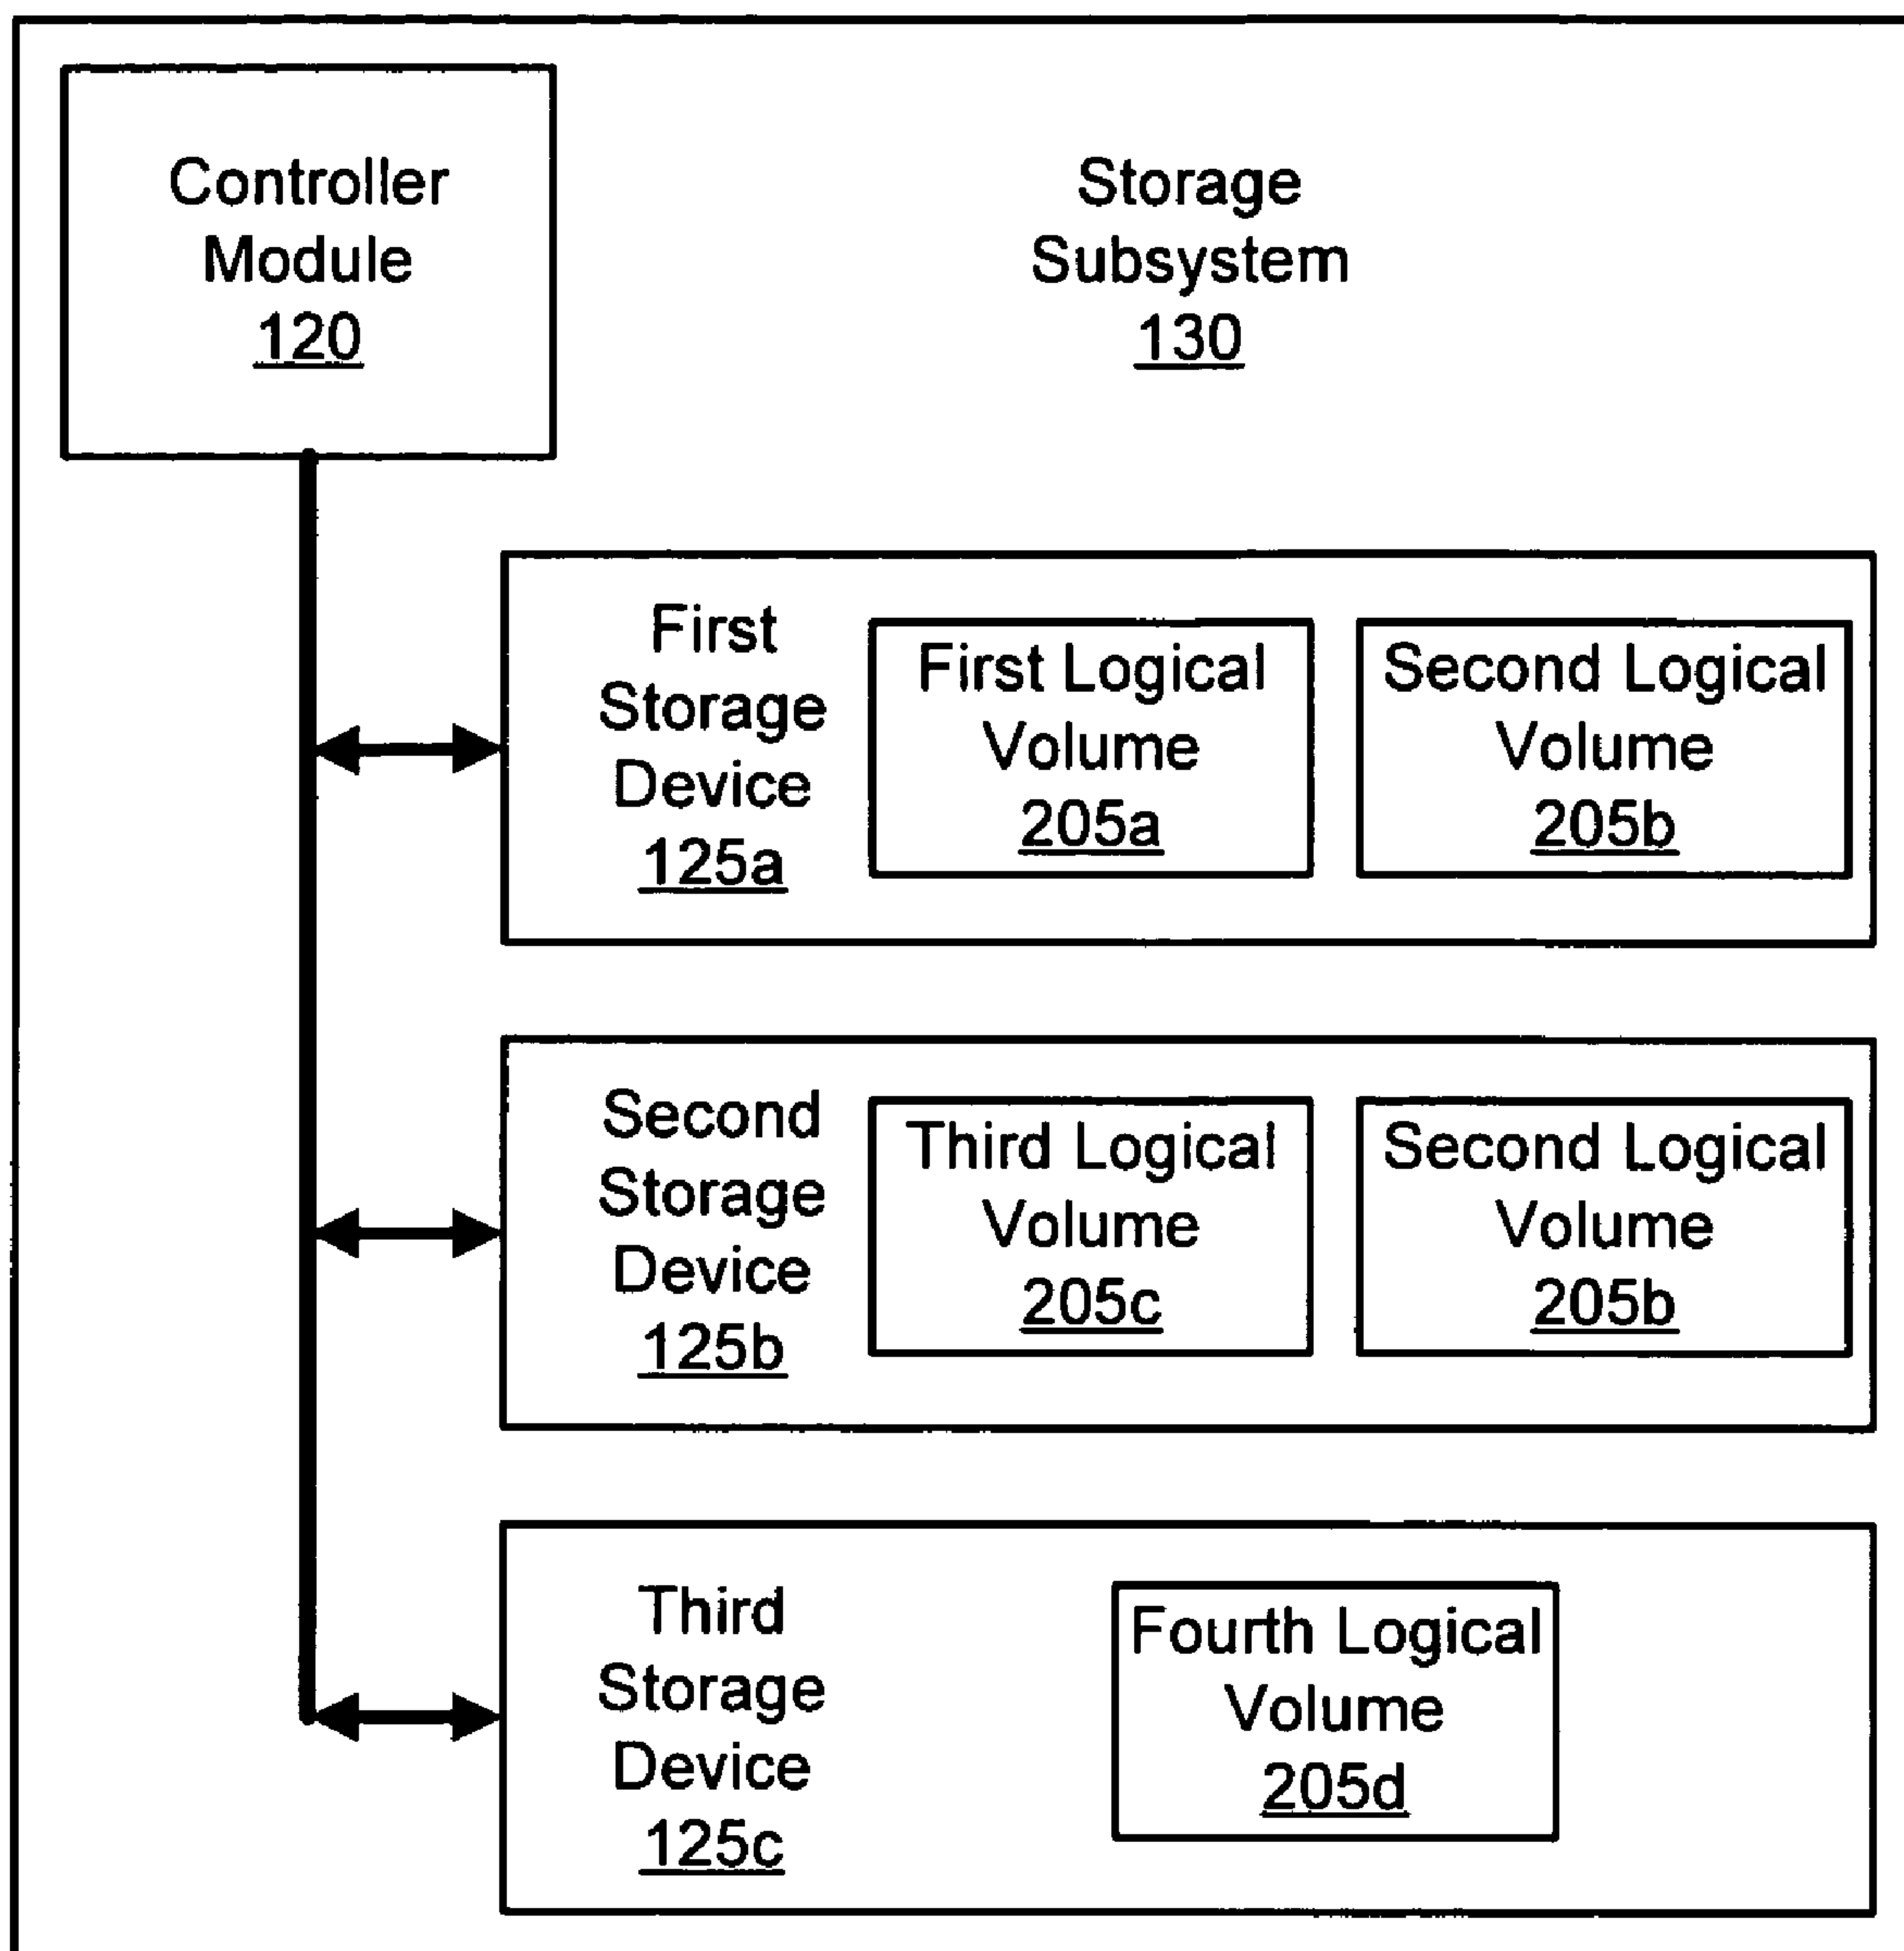 Controller
Module
120
Storage
Subsystem
130
First
Storage
Device
125a
First Logical
Volume
205a
Second Logical
Volume
205b
Second
Storage
Device
125b
Third Logical
Volume
205c
Second Logical
Volume
205b
Third
Storage
Device
125c
Fourth Logical
Volume
205d